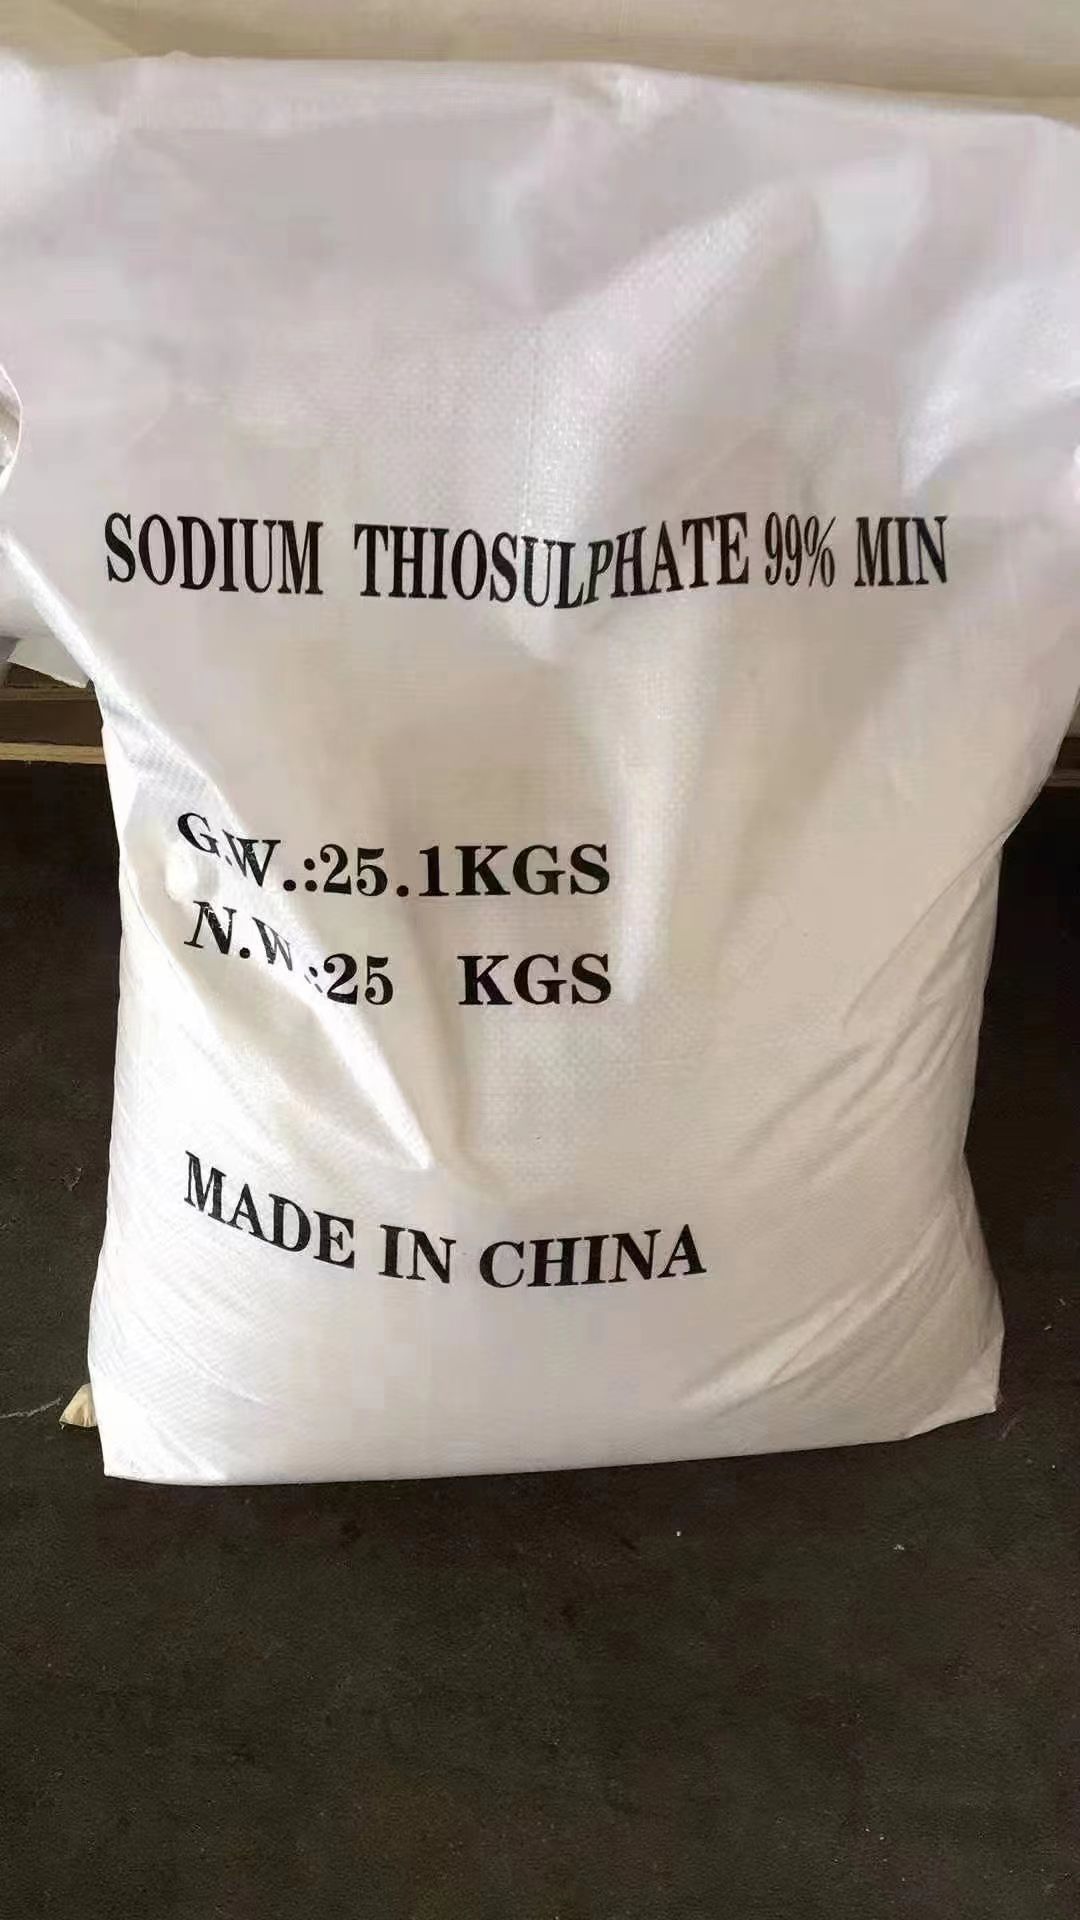 SODIUM THIOSULPHATE 99% MIN
G.W.:25.1KGS
N.W.:25 KGS
MADE IN CHINA